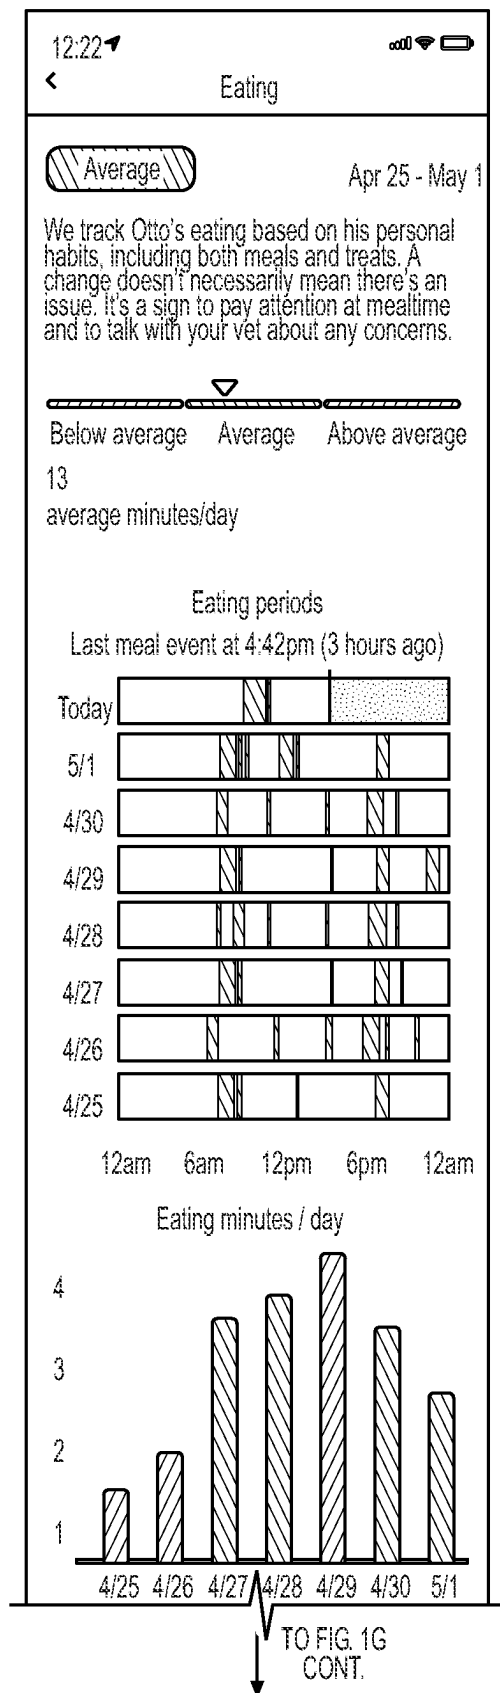 12:22
Eating
Average
Apr 25 - May 1
We track Otto's eating based on his personal
habits, including both meals and treats. A
change doesn't necessarily mean there's an
issue. It's a sign to pay attention at mealtime
and to talk with your vet about any concerns.
Below average Average Above average
13
average minutes/day
Eating periods
Last meal event at 4:42pm (3 hours ago)
Today
5/1
4/30
4/29
4/28
4/27
4/26
4/25
12am 6am 12pm 6pm 12am
Eating minutes / day
4
3
2
1
4/25 4/26 4/27 4/28 4/29 4/30 5/1
TO FIG. 1G
CONT.